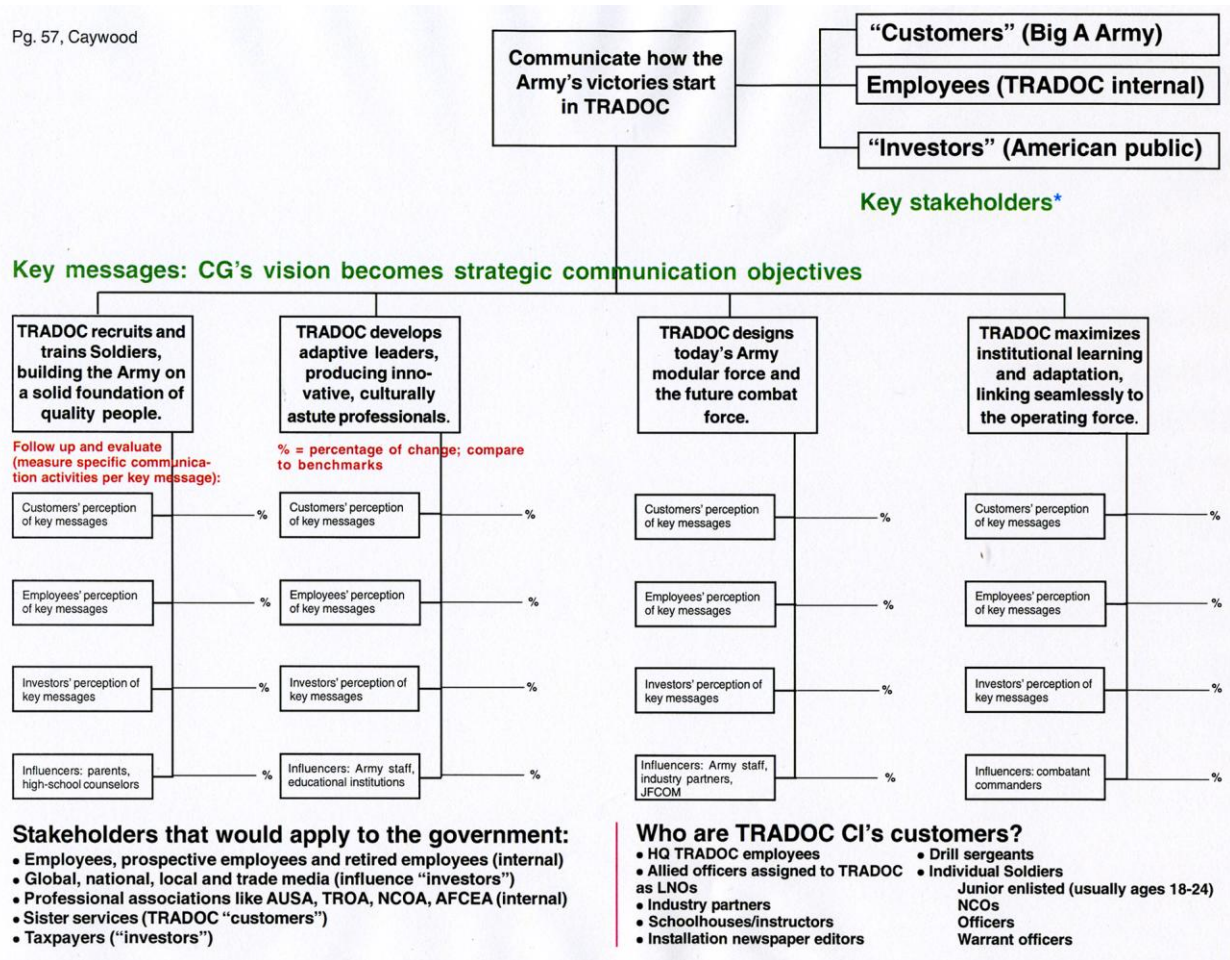 Pg. 57, Caywood
Communicate how the
Army's victories start
in TRADOC
“Customers” (Big A Army)
Employees (TRADOC internal)
“Investors” (American public)
Key stakeholders*
Key messages: CG's vision becomes strategic communication objectives
TRADOC recruits and
trains Soldiers,
building the Army on
a solid foundation of
quality people.
TRADOC develops
adaptive leaders,
producing inno-
vative, culturally
astute professionals.
TRADOC designs
today's Army
modular force and
the future combat
force.
TRADOC maximizes
institutional learning
and adaptation,
linking seamlessly to
the operating force.
Follow up and evaluate
(measure specific communica-
tion activities per key message):
% = percentage of change; compare
to benchmarks
Customers' perception
of key messages
%
Customers' perception
of key messages
%
Customers' perception
of key messages
%
Customers' perception
of key messages
%
Employees' perception
of key messages
%
Employees' perception
of key messages
%
Employees' perception
of key messages
%
Employees' perception
of key messages
%
Investors' perception of
key messages
%
Investors' perception of
key messages
%
Investors' perception of
key messages
%
Investors' perception of
key messages
%
Influencers: parents,
high-school counselors
%
Influencers: Army staff,
educational institutions
%
Influencers: Army staff,
industry partners,
JFCOM
%
Influencers: combatant
commanders
%
Stakeholders that would apply to the government:
• Employees, prospective employees and retired employees (internal)
• Global, national, local and trade media (influence “investors”)
• Professional associations like AUSA, TROA, NCOA, AFCEA (internal)
• Sister services (TRADOC “customers”)
• Taxpayers (“investors”)
Who are TRADOC CI's customers?
• HQ TRADOC employees
• Allied officers assigned to TRADOC
as LNOs
• Industry partners
• Schoolhouses/instructors
• Installation newspaper editors
• Drill sergeants
• Individual Soldiers
Junior enlisted (usually ages 18-24)
NCOs
Officers
Warrant officers